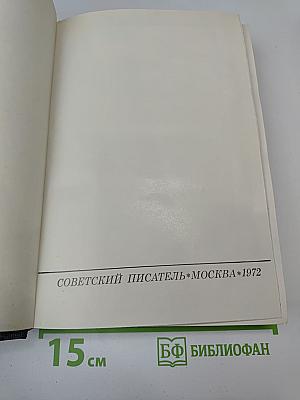 СОВЕТСКИЙ ПИСАТЕЛЬ*МОСКВА*1972
15 см
БФ БИБЛИОФАН